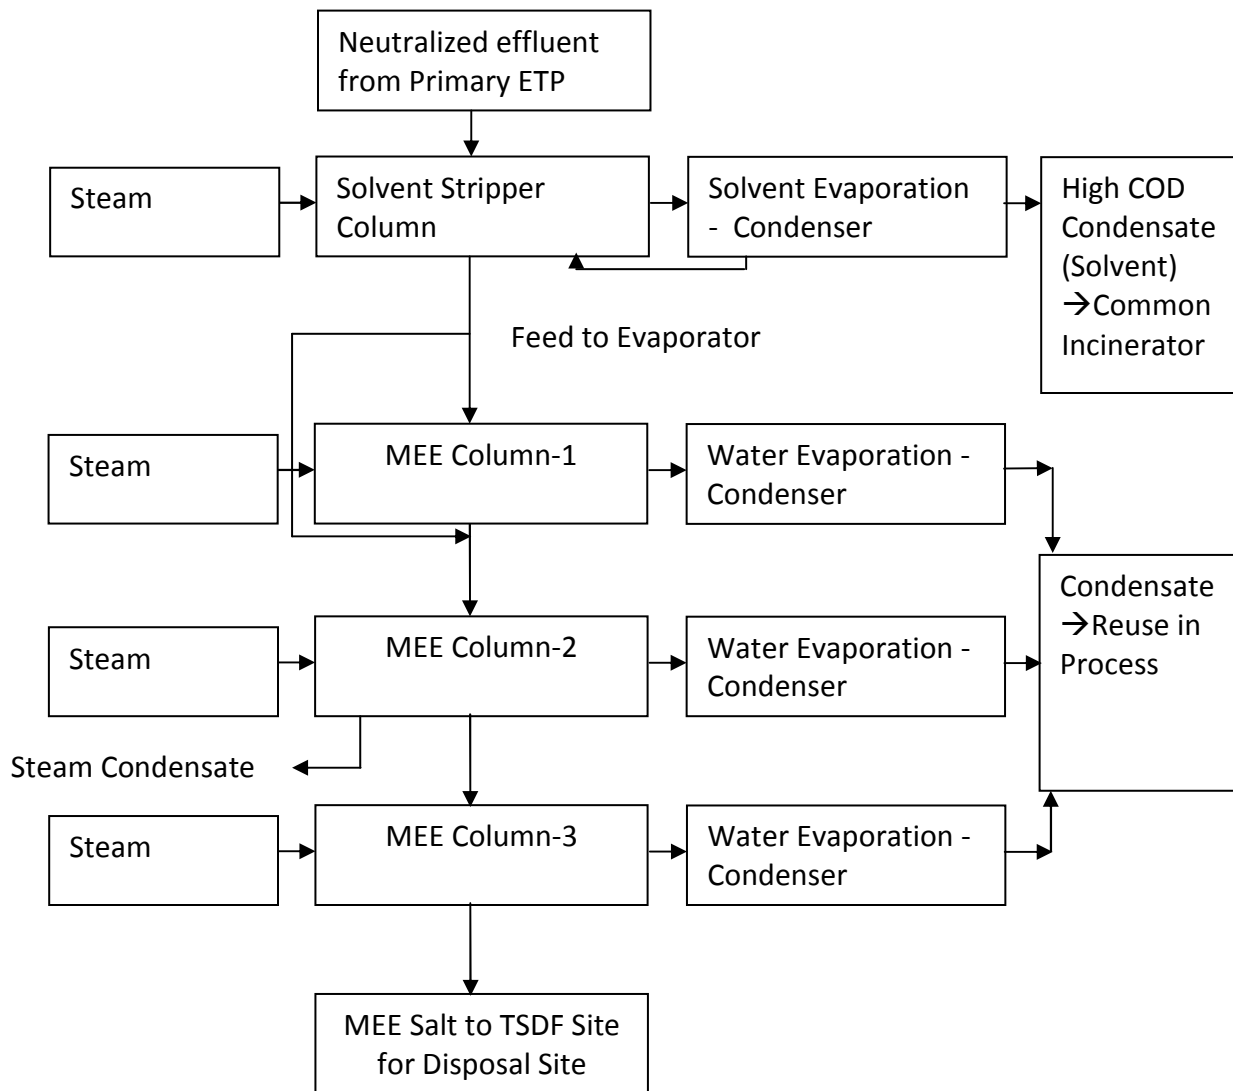 Neutralized effluent
from Primary ETP
Steam
Solvent Stripper
Column
Solvent Evaporation
- Condenser
High COD
Condensate
(Solvent)
→Common
Incinerator
Feed to Evaporator
Steam
MEE Column-1
Water Evaporation -
Condenser
Steam
MEE Column-2
Water Evaporation -
Condenser
Condensate
→Reuse in
Process
Steam Condensate
Steam
MEE Column-3
Water Evaporation -
Condenser
MEE Salt to TSDF Site
for Disposal Site